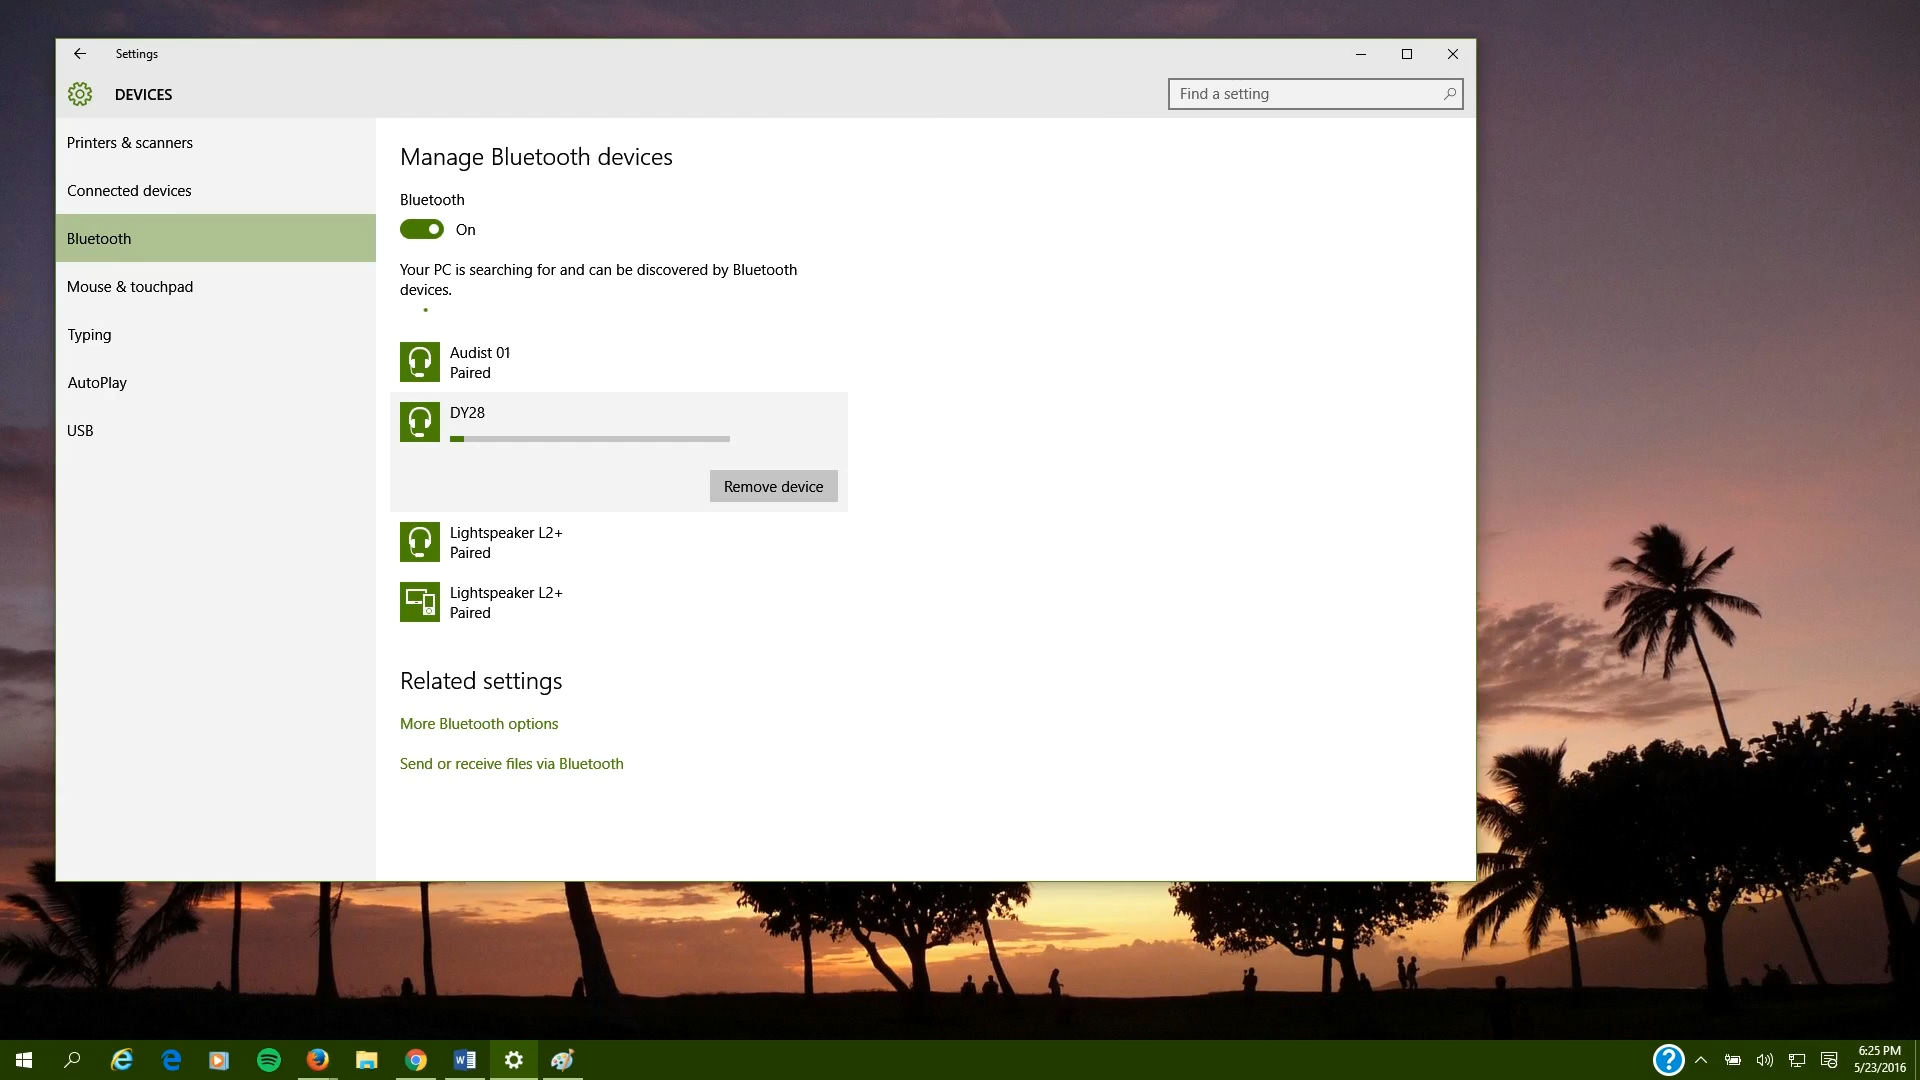 Settings
DEVICES
Find a setting
Printers & scanners
Connected devices
Bluetooth
Mouse & touchpad
Typing
AutoPlay
USB
Manage Bluetooth devices
Bluetooth
On
Your PC is searching for and can be discovered by Bluetooth
devices.
Audist 01
Paired
DY28
Remove device
Lightspeaker L2+
Paired
Lightspeaker L2+
Paired
Related settings
More Bluetooth options
Send or receive files via Bluetooth
6:25 PM
5/23/2016